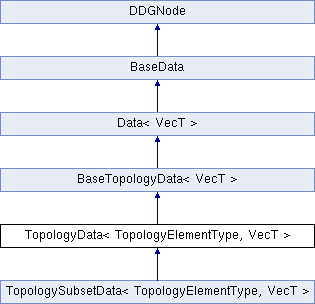 DDGNode
BaseData
Data< VecT >
BaseTopologyData< VecT >
TopologyData< TopologyElementType, VecT >
TopologySubsetData< TopologyElementType, VecT >